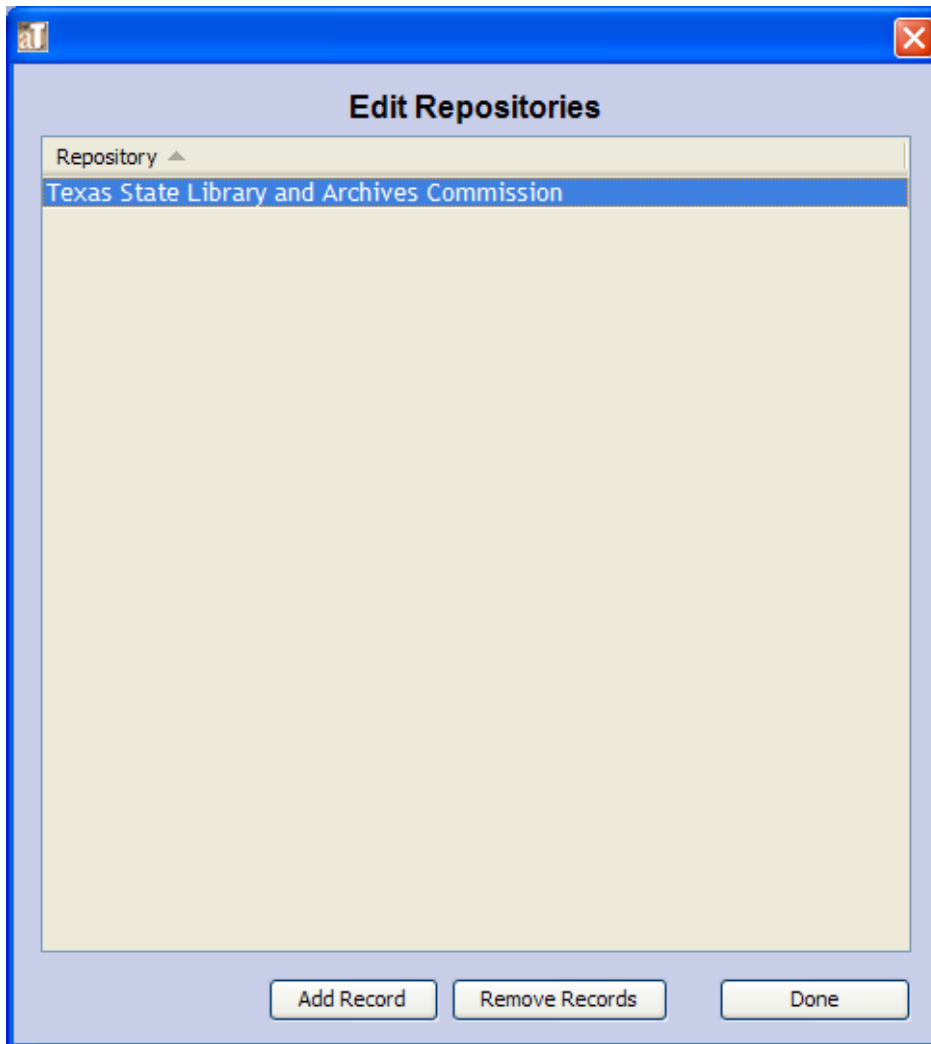 aT
Edit Repositories
Repository
Texas State Library and Archives Commission
Add Record Remove Records Done